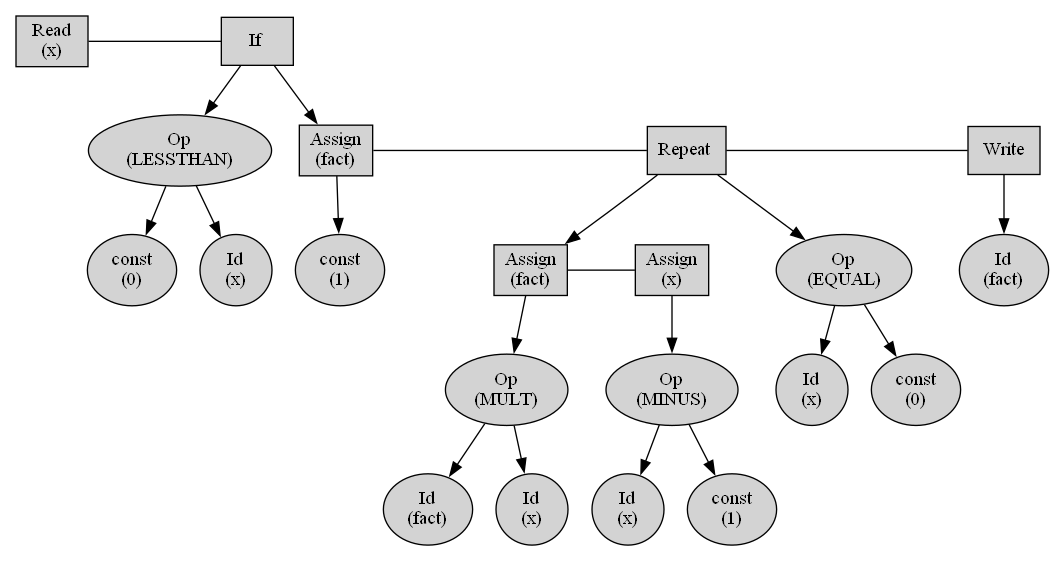 Read
(x)
If
Op
(LESSTHAN)
Assign
(fact)
Repeat
Write
const
(0)
Id
(x)
const
(1)
Assign
(fact)
Assign
(x)
Op
(EQUAL)
Id
(fact)
Op
(MULT)
Op
(MINUS)
Id
(x)
const
(0)
Id
(fact)
Id
(x)
Id
(x)
const
(1)